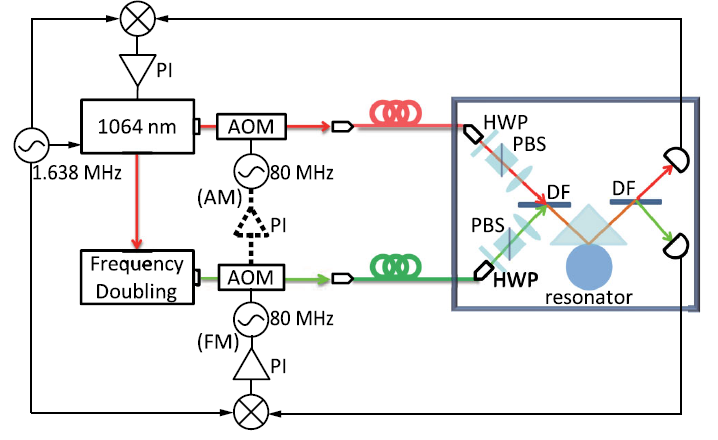 PI
1064 nm
AOM
HWP
PBS
1.638 MHz
80 MHz
(AM)
DF
DF
PI
PBS
Frequency
Doubling
AOM
HWP
resonator
80 MHz
(FM)
PI